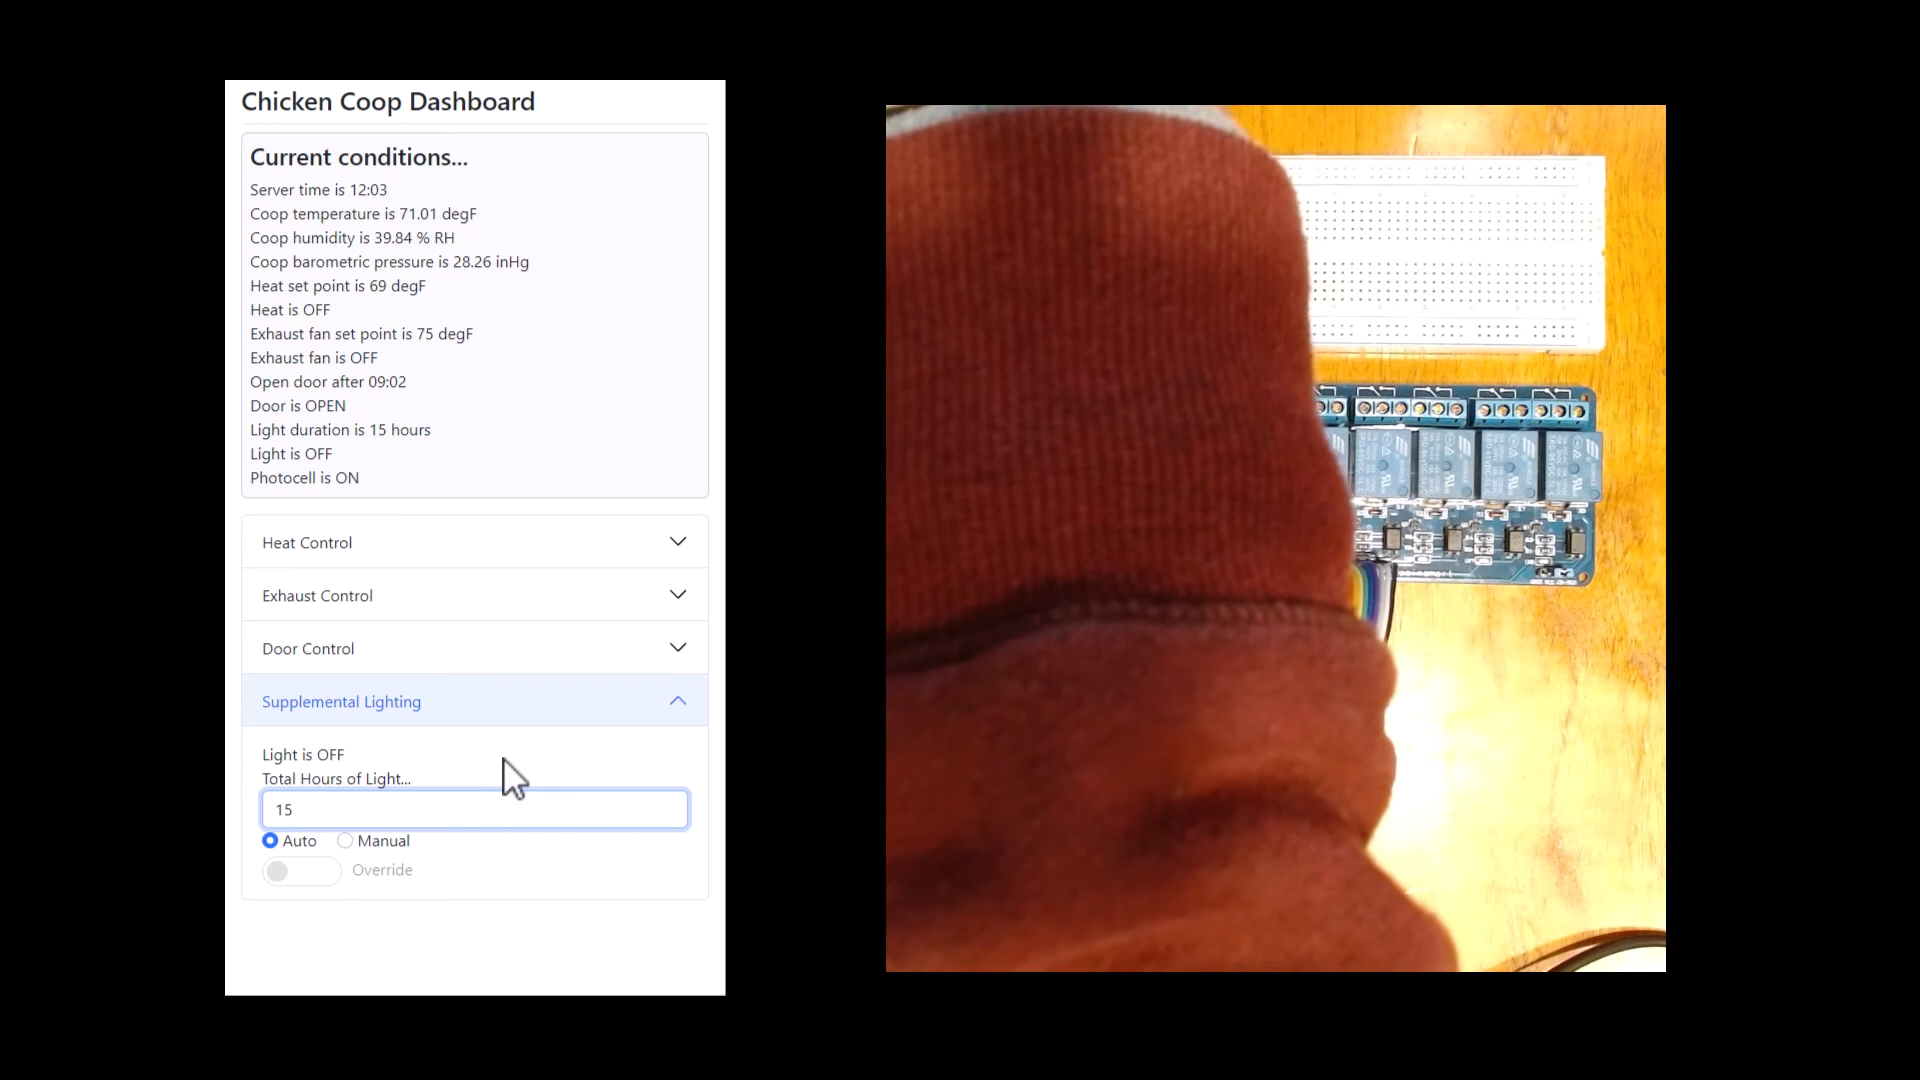 Chicken Coop Dashboard
Current conditions...
Server time is 12:03
Coop temperature is 71.01 degF
Coop humidity is 39.84 % RH
Coop barometric pressure is 28.26 inHg
Heat set point is 69 degF
Heat is OFF
Exhaust fan set point is 75 degF
Exhaust fan is OFF
Open door after 09:02
Door is OPEN
Light duration is 15 hours
Light is OFF
Photocell is ON
Heat Control
Exhaust Control
Door Control
Supplemental Lighting
Light is OFF
Total Hours of Light...
15
Auto Manual
Override